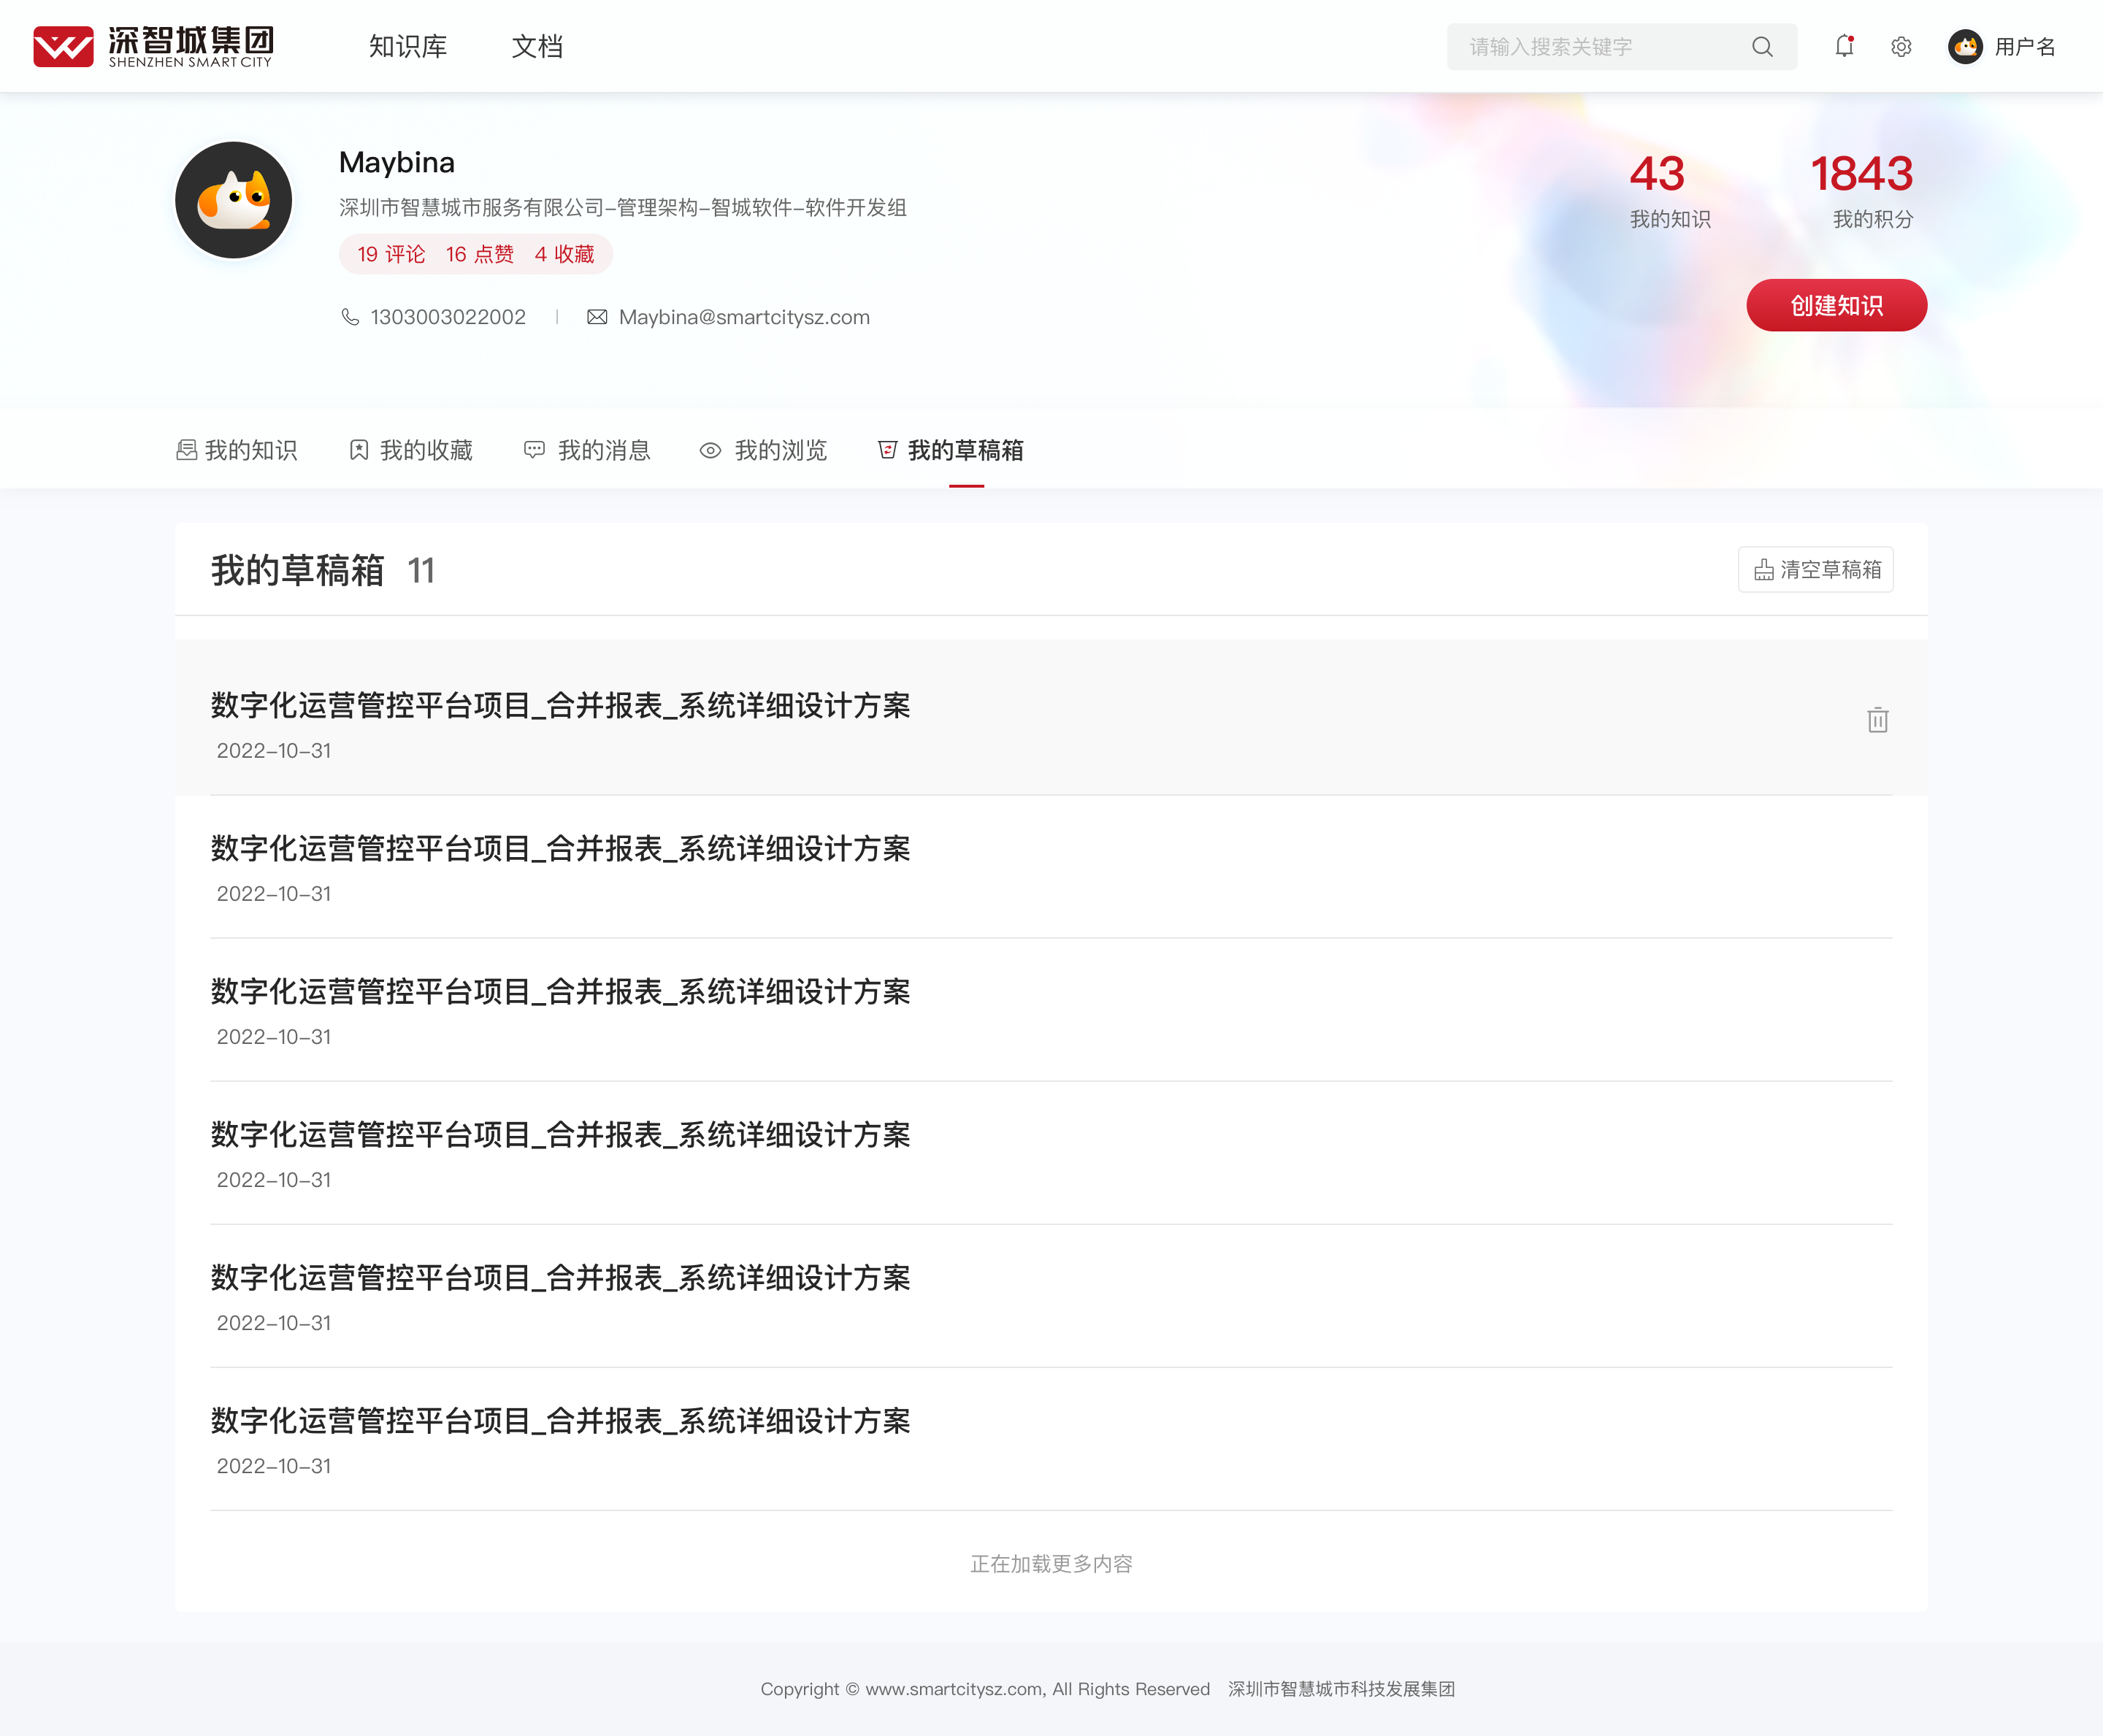 深智城集团
SHENZHEN SMART CITY
知识库 文档 请输入搜索关键字 用户名
Maybina
深圳市智慧城市服务有限公司-管理架构-智城软件-软件开发组
19 评论 16 点赞 4 收藏
1303003022002 Maybina@smartcitysz.com
43 1843
我的知识 我的积分
创建知识
我的知识 我的收藏 我的消息 我的浏览 我的草稿箱
我的草稿箱 11 清空草稿箱
数字化运营管控平台项目_合并报表_系统详细设计方案
2022-10-31
数字化运营管控平台项目_合并报表_系统详细设计方案
2022-10-31
数字化运营管控平台项目_合并报表_系统详细设计方案
2022-10-31
数字化运营管控平台项目_合并报表_系统详细设计方案
2022-10-31
数字化运营管控平台项目_合并报表_系统详细设计方案
2022-10-31
数字化运营管控平台项目_合并报表_系统详细设计方案
2022-10-31
正在加载更多内容
Copyright © www.smartcitysz.com, All Rights Reserved 深圳市智慧城市科技发展集团